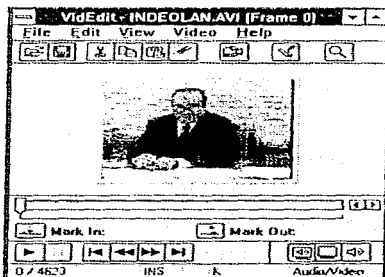 VidEdit - INDEOLAN.AVI (Frame 0)
File Edit View Video Help
Mark In: Mark Out:
0 / 4623 INS K Audio/Video